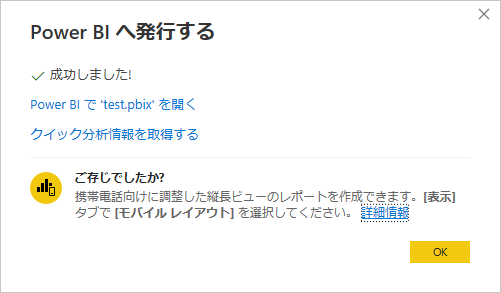 Power BI へ発行する
成功しました!
Power BI で 'test.pbix' を開く
クイック分析情報を取得する
ご存じでしたか?
携帯電話向けに調整した縦長ビューのレポートを作成できます。[表示]
タブで [モバイル レイアウト] を選択してください。 詳細情報
OK